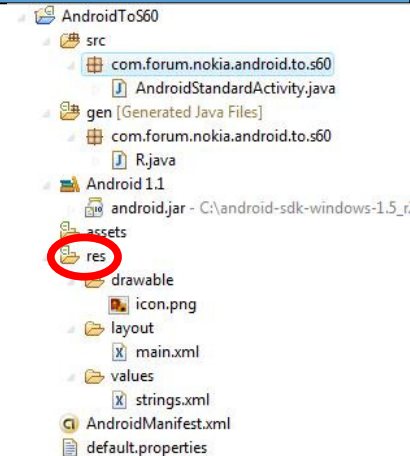 AndroidToS60
src
com.forum.nokia.android.to.s60
AndroidStandardActivity.java
gen [Generated Java Files]
com.forum.nokia.android.to.s60
R.java
Android 1.1
android.jar - C:\android-sdk-windows-1.5_r
assets
res
drawable
icon.png
layout
main.xml
values
strings.xml
AndroidManifest.xml
default.properties